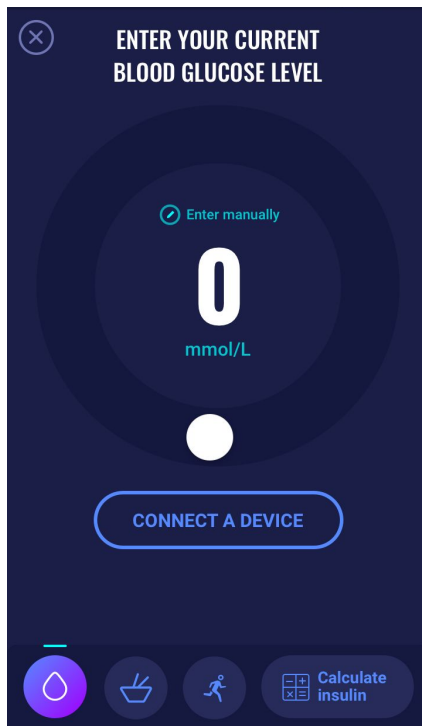 ENTER YOUR CURRENT
BLOOD GLUCOSE LEVEL
Enter manually
0
mmol/L
CONNECT A DEVICE
Calculate
insulin